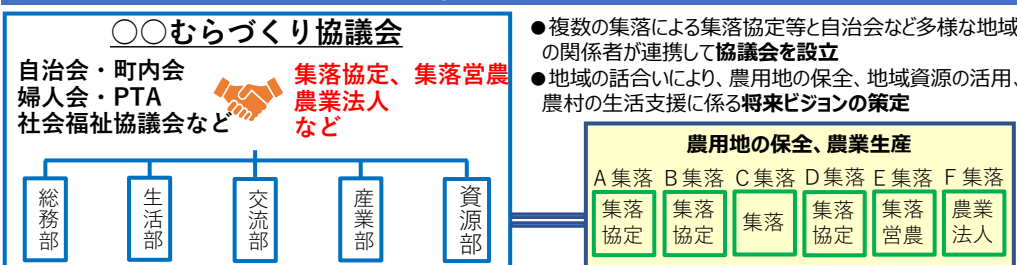 ○○むらづくり協議会
自治会・町内会
婦人会・PTA
社会福祉協議会など
集落協定、集落営農
農業法人
など
総務部
生活部
交流部
産業部
資源部
●複数の集落による集落協定等と自治会など多様な地域
の関係者が連携して協議会を設立
●地域の話合いにより、農用地の保全、地域資源の活用、
農村の生活支援に係る将来ビジョンの策定
農用地の保全、農業生産
A集落 B集落 C集落 D集落 E集落 F集落
集落協定 集落協定 集落 集落協定 集落営農 農業法人